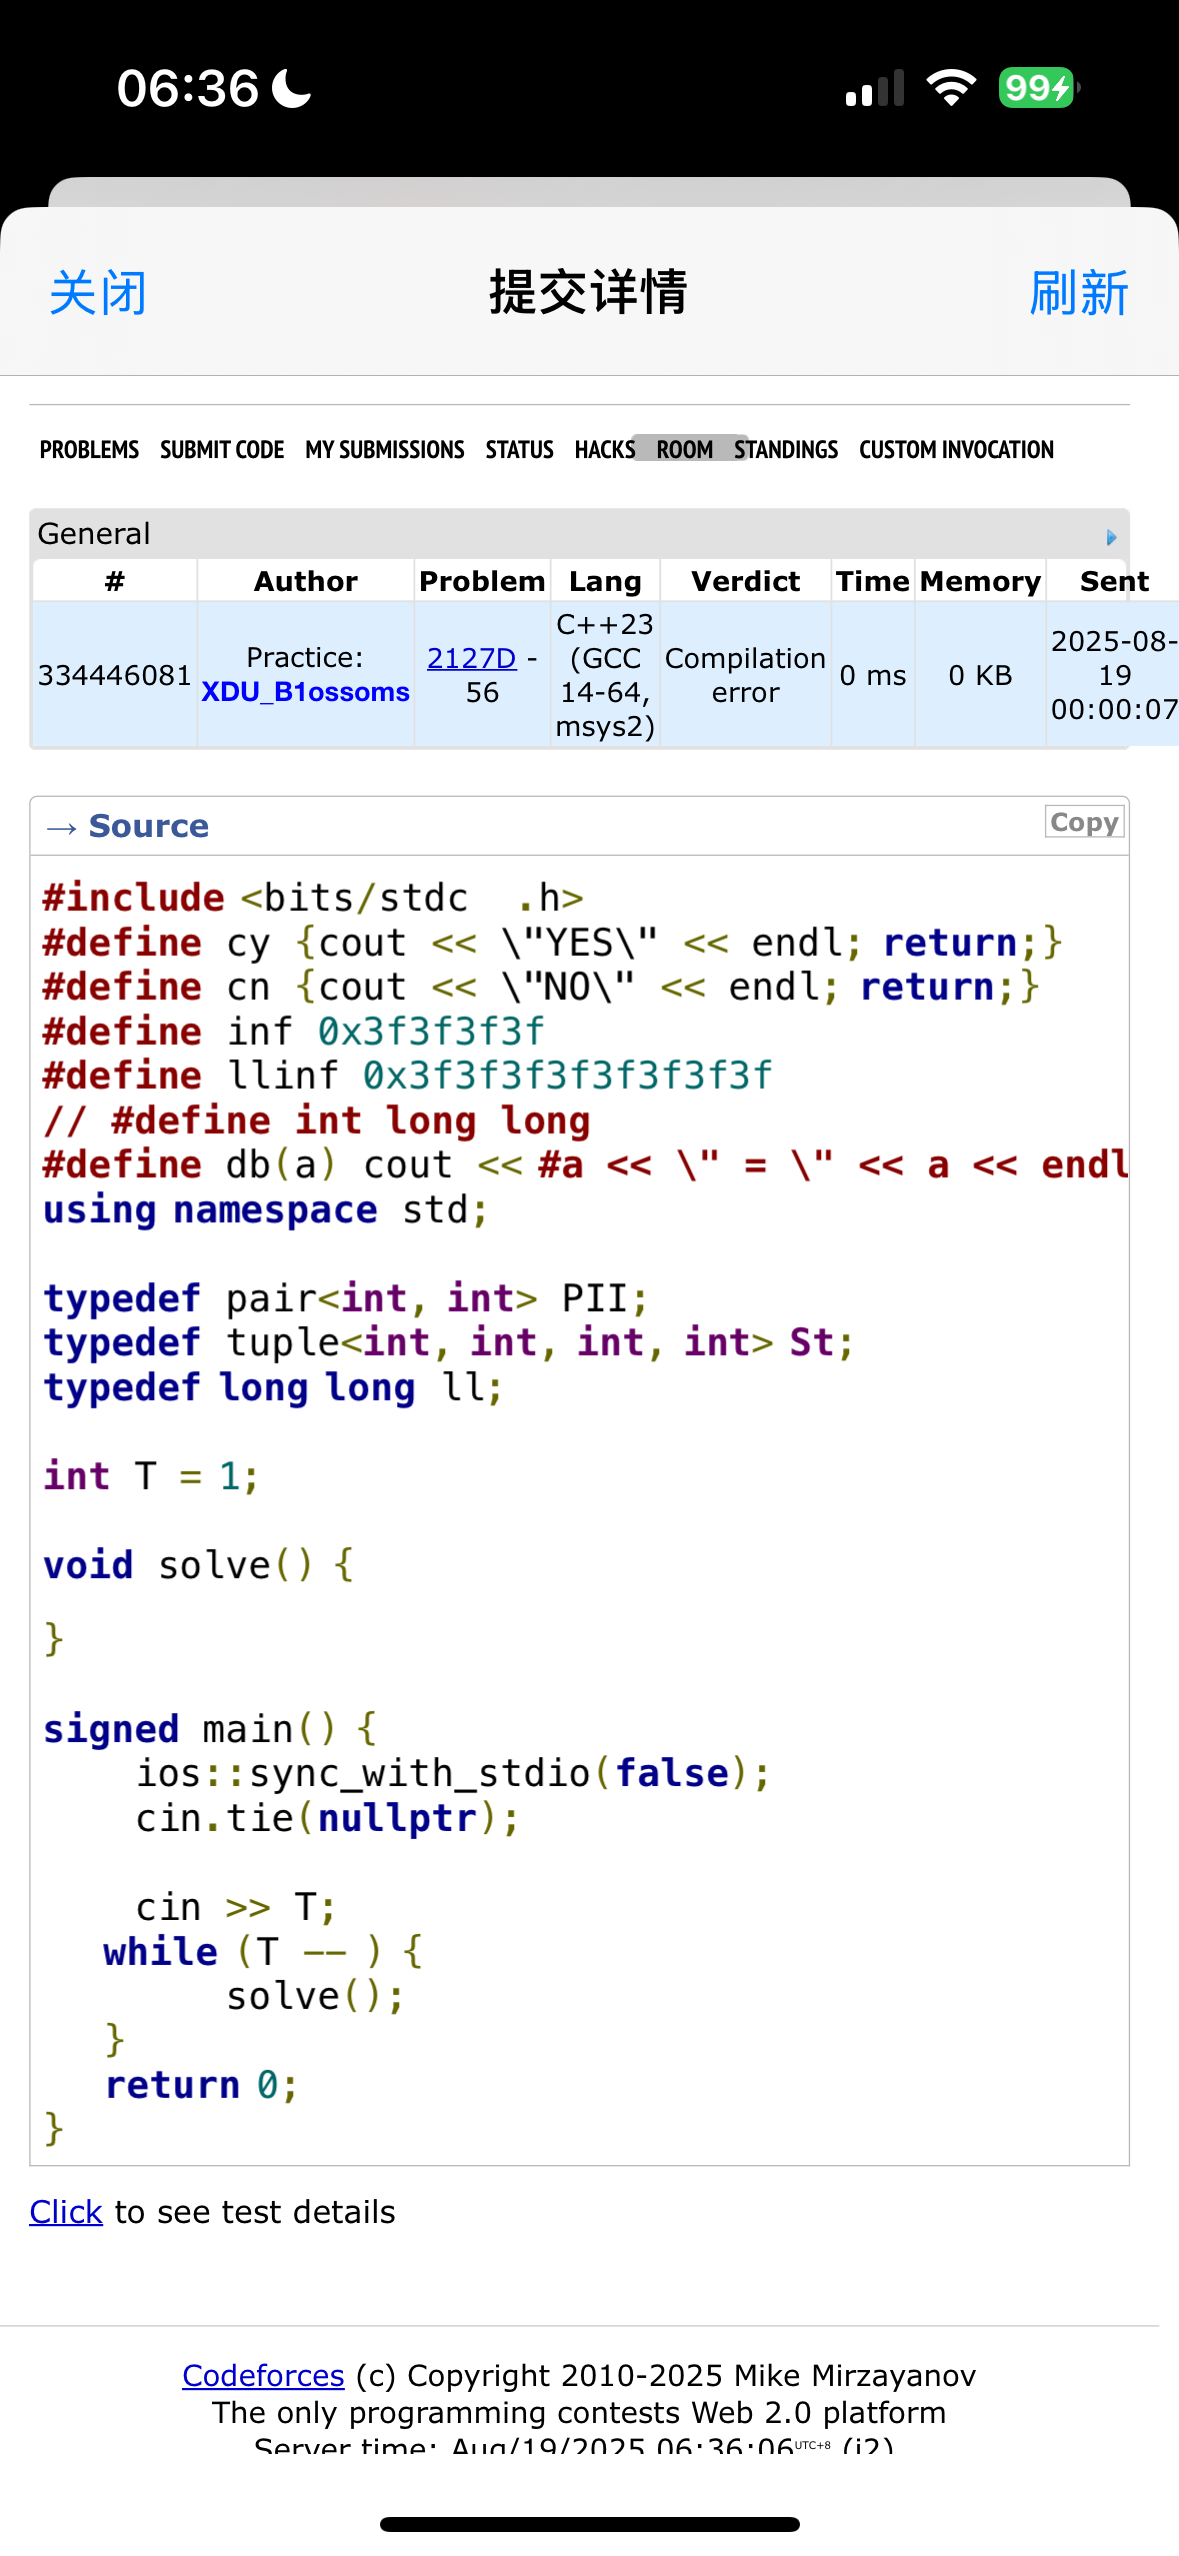 06:36
99
关闭 提交详情 刷新
PROBLEMS SUBMIT CODE MY SUBMISSIONS STATUS HACKS ROOM STANDINGS CUSTOM INVOCATION
General
# Author Problem Lang Verdict Time Memory Sent
334446081 Practice: XDU_B1ossoms 2127D - 56 C++23 (GCC 14-64, msys2) Compilation error 0 ms 0 KB 2025-08-19 00:00:07
→ Source Copy
#include <bits/stdc  .h>
#define cy {cout << \"YES\" << endl; return;}
#define cn {cout << \"NO\" << endl; return;}
#define inf 0x3f3f3f3f
#define llinf 0x3f3f3f3f3f3f3f3f
// #define int long long
#define db(a) cout << #a << \" = \" << a << endl
using namespace std;
typedef pair<int, int> PII;
typedef tuple<int, int, int, int> St;
typedef long long ll;
int T = 1;
void solve() {
}
signed main() {
ios::sync_with_stdio(false);
cin.tie(nullptr);
cin >> T;
while (T -- ) {
solve();
}
return 0;
}
Click to see test details
Codeforces (c) Copyright 2010-2025 Mike Mirzayanov
The only programming contests Web 2.0 platform
Server time: Aug/19/2025 06:36:06UTC+8 (i2)